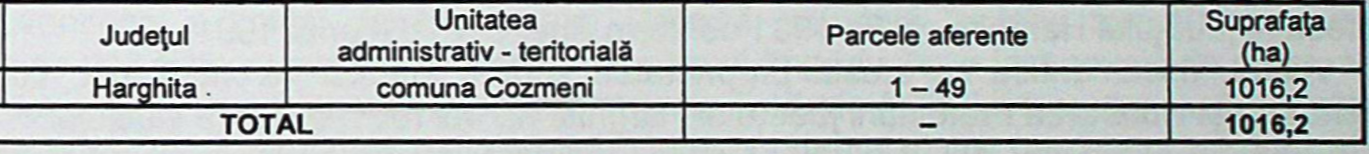 Judeţul | Unitatea administrativ - teritorială | Parcele aferente | Suprafaţa (ha)
Harghita | comuna Cozmeni | 1 – 49 | 1016,2
TOTAL | – | 1016,2